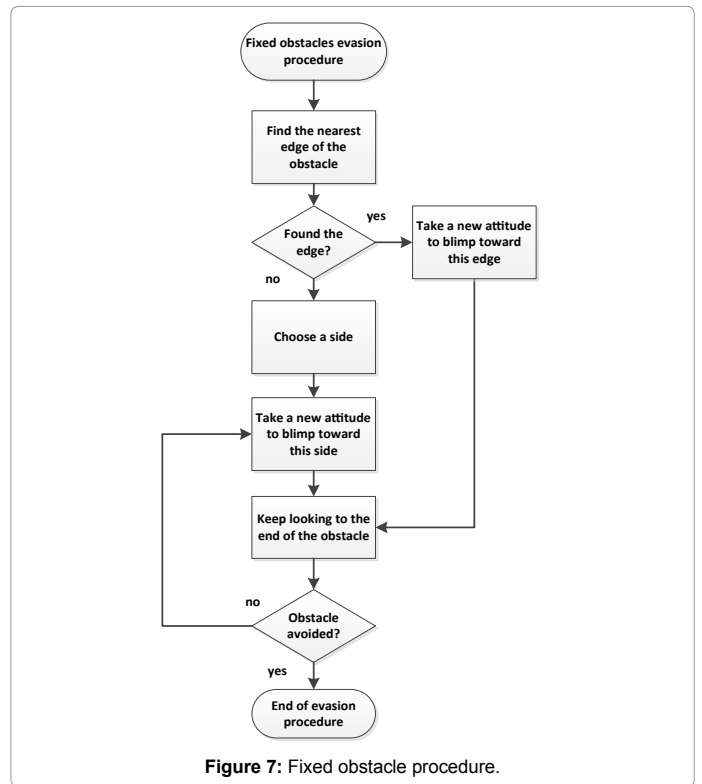 Fixed obstacles evasion
procedure
Find the nearest
edge of the
obstacle
Found the
edge?
yes
Take a new attitude
to blimp toward
this edge
no
Choose a side
Take a new attitude
to blimp toward
this side
Keep looking to the
end of the obstacle
no
Obstacle
avoided?
yes
End of evasion
procedure
Figure 7: Fixed obstacle procedure.